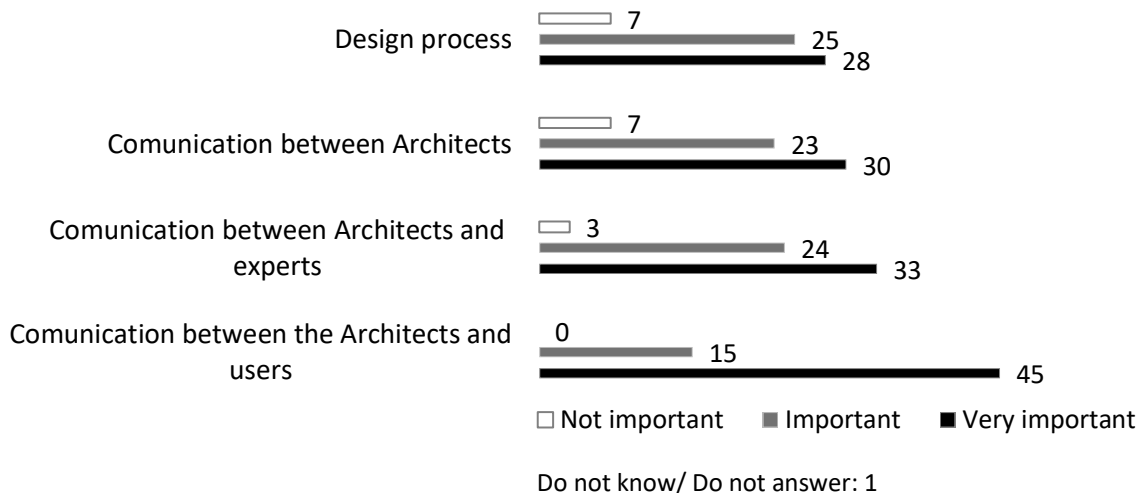 7
Design process
25
28
7
Comunication between Architects
23
30
3
Comunication between Architects and
experts
24
33
0
Comunication between the Architects and
users
15
45
Not important Important Very important
Do not know/ Do not answer: 1